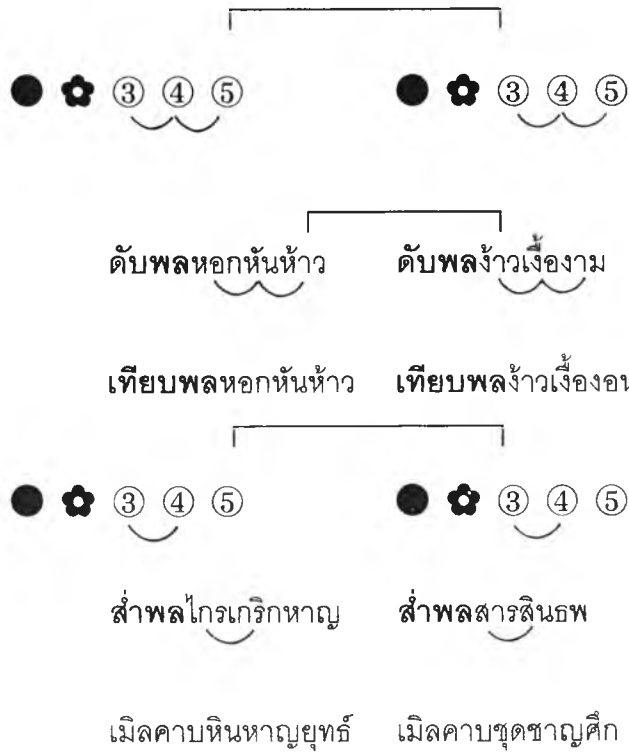 ● ✿ ③ ④ ⑤ ● ✿ ③ ④ ⑤
ดับพลหอกหันห้าว ดับพลง้าวเงื้องาม
เทียบพลหอกหันห้าว เทียบพลง้าวเงื้องอน
● ✿ ③ ④ ⑤ ● ✿ ③ ④ ⑤
ส่ำพลไกรเกริกหาญ ส่ำพลสารสินธพ
เมิลคาบหินหาญยุทธ์ เมิลคาบชุดชาญศึก